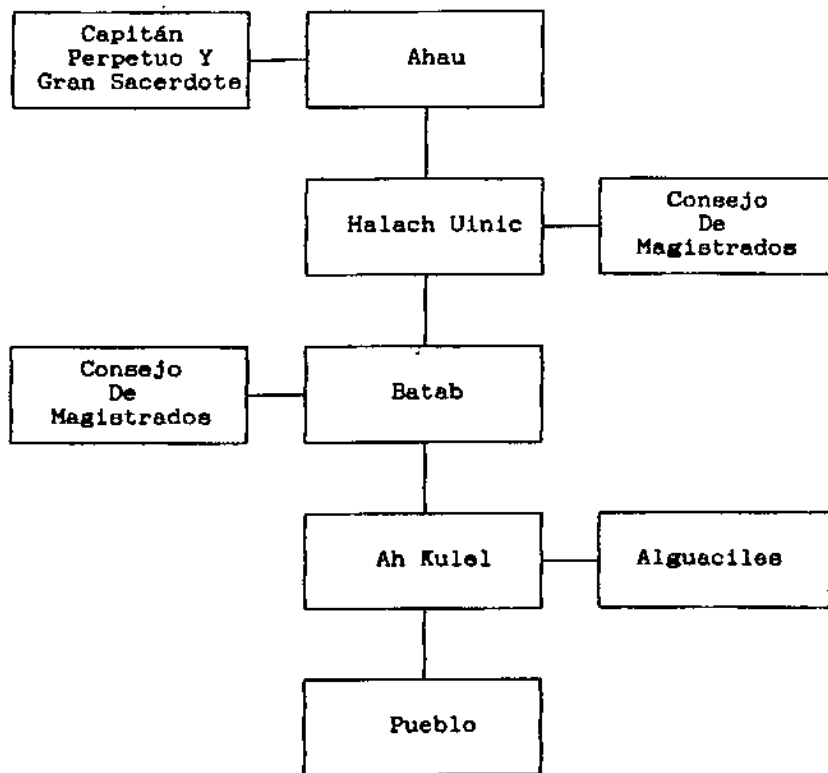 Capitán
Perpetuo Y
Gran Sacerdote
Ahau
Halach Uinic
Consejo
De
Magistrados
Consejo
De
Magistrados
Batab
Ah Kulel
Alguaciles
Pueblo